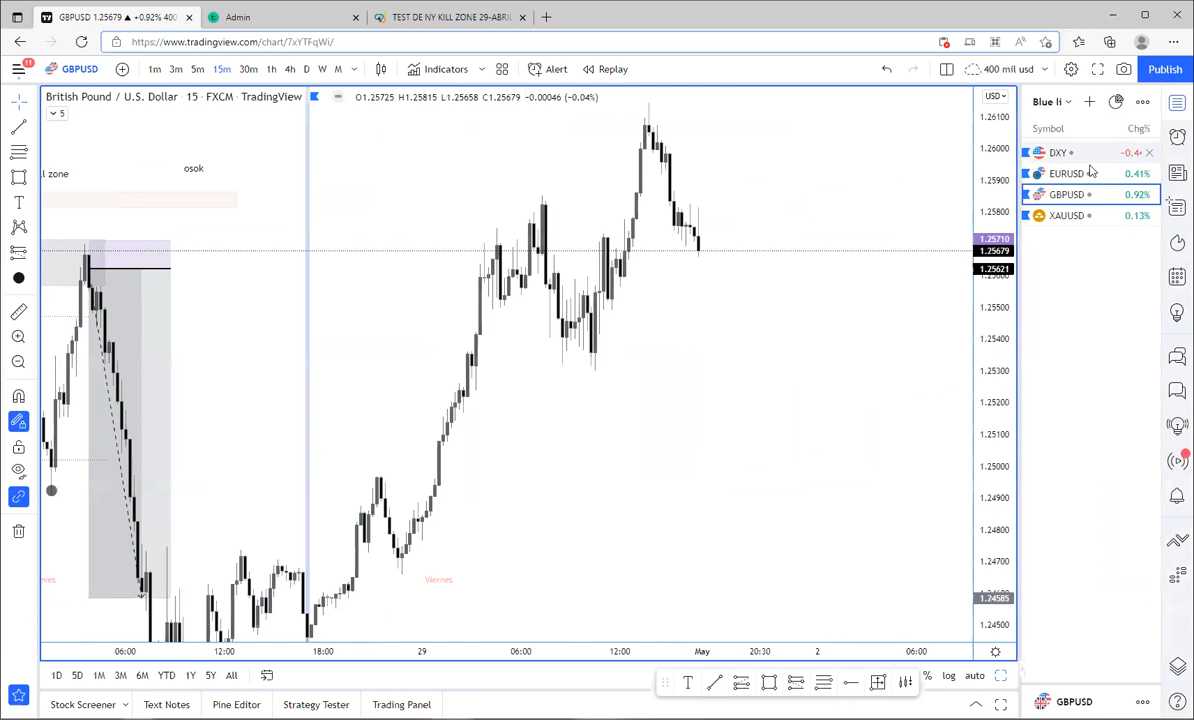 GBPUSD 1.25679 ▲ +0.92% 400
Admin
TEST DE NY KILL ZONE 29-ABRIL
https://www.tradingview.com/chart/7xYTFqWi/
11
GBPUSD
1m 3m 5m 15m 30m 1h 4h D W M
Indicators
Alert
Replay
400 mil usd
Publish
British Pound / U.S. Dollar · 15 · FXCM · TradingView
O1.25725 H1.25815 L1.25658 C1.25679 -0.00046 (-0.04%)
5
USD
Blue li
Symbol
Chg%
DXY
-0.44
EURUSD
0.41%
GBPUSD
0.92%
XAUUSD
0.13%
l zone
osok
1.26100
1.26000
1.25900
1.25800
1.25710
1.25679
1.25621
1.25500
1.25400
1.25300
1.25200
1.25100
1.25000
1.24900
1.24800
1.24700
1.24585
1.24500
eves
Viernes
06:00
12:00
18:00
29
06:00
12:00
May
20:30
2
06:00
1D 5D 1M 3M 6M YTD 1Y 5Y All
T
% log auto
Stock Screener
Text Notes
Pine Editor
Strategy Tester
Trading Panel
GBPUSD